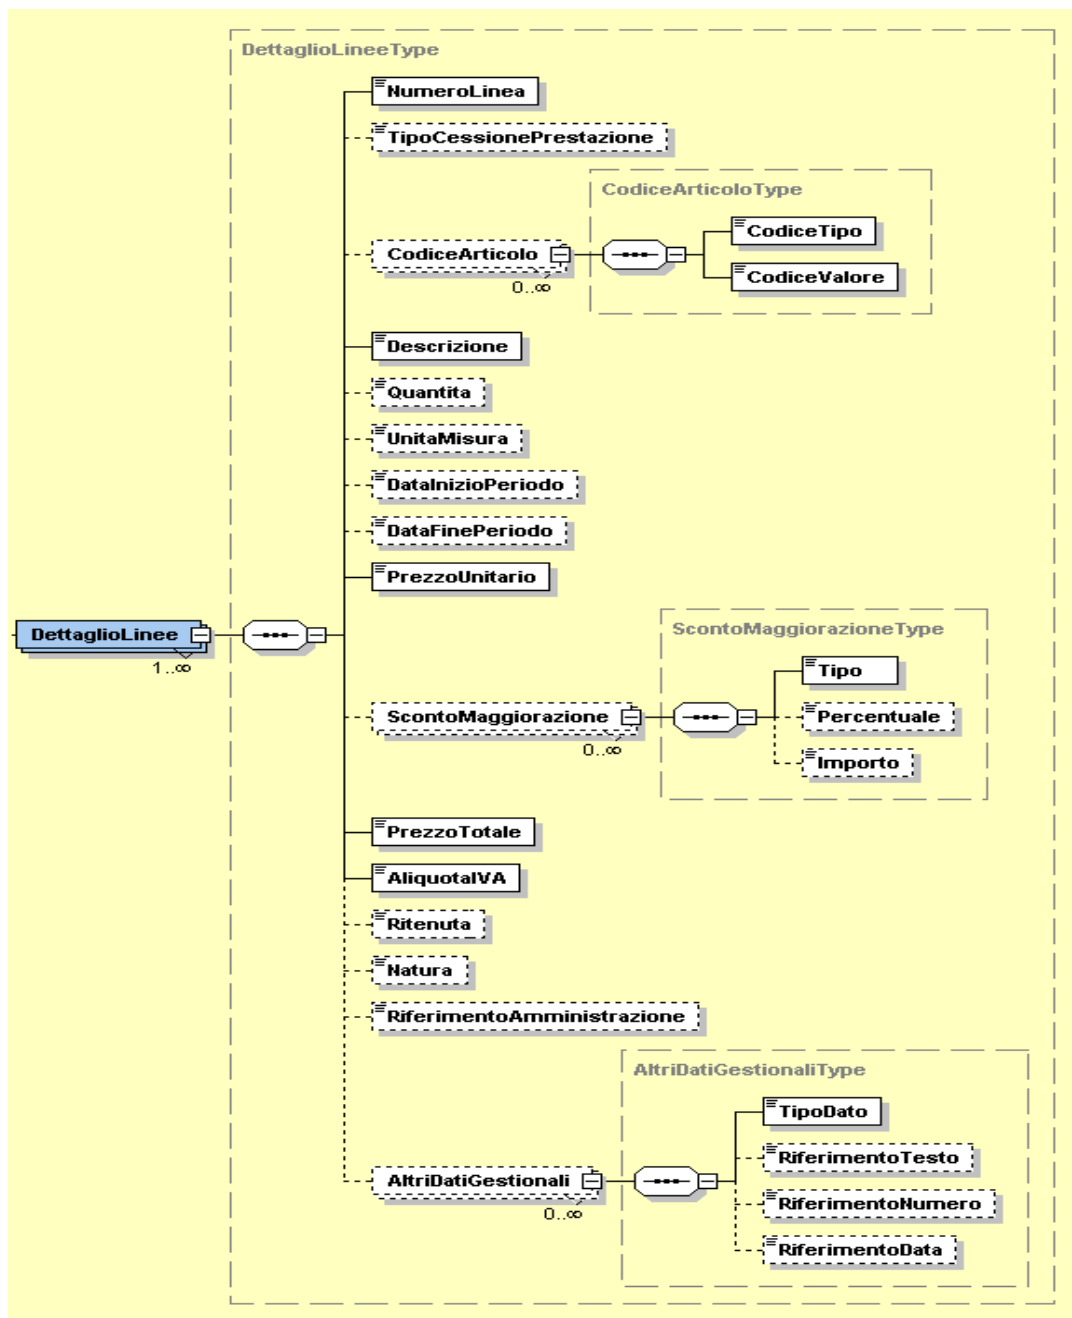 DettaglioLineeType
NumeroLinea
TipoCessionePrestazione
CodiceArticoloType
CodiceTipo
CodiceArticolo
CodiceValore
0..∞
Descrizione
Quantita
UnitaMisura
DataInizioPeriodo
DataFinePeriodo
PrezzoUnitario
DettaglioLinee
1..∞
ScontoMaggiorazioneType
Tipo
ScontoMaggiorazione
Percentuale
0..∞
Importo
PrezzoTotale
AliquotaIVA
Ritenuta
Natura
RiferimentoAmministrazione
AltriDatiGestionaliType
TipoDato
RiferimentoTesto
AltriDatiGestionali
RiferimentoNumero
0..∞
RiferimentoData